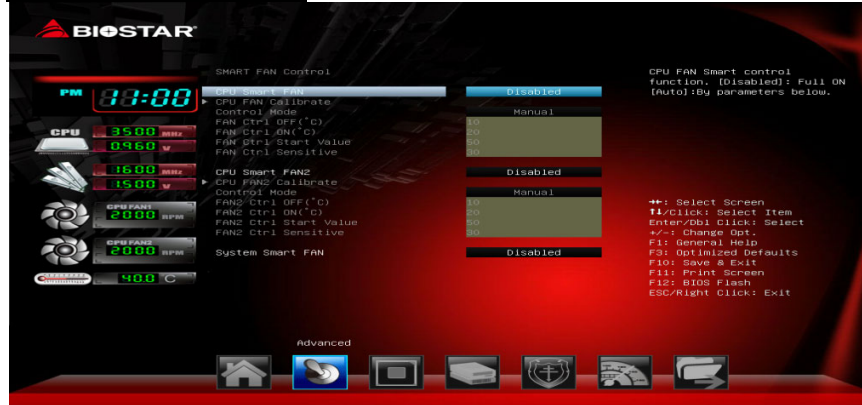 BIOSTAR
SMART FAN Control
CPU Smart FAN Disabled
CPU FAN Calibrate
Control Mode Manual
FAN Ctrl OFF(°C) 10
FAN Ctrl ON(°C) 20
FAN Ctrl Start Value 50
FAN Ctrl Sensitive 30
CPU Smart FAN2 Disabled
CPU FAN2 Calibrate
Control Mode Manual
FAN2 Ctrl OFF(°C) 10
FAN2 Ctrl ON(°C) 20
FAN2 Ctrl Start Value 50
FAN2 Ctrl Sensitive 30
System Smart FAN Disabled
CPU FAN Smart control
function. [Disabled]: Full ON
[Auto]:By parameters below.
PM 11:00
CPU 3500 MHz
0.960 V
1600 MHz
1.500 V
CPU FAN1
2000 RPM
CPU FAN2
2000 RPM
40.0 C
→←: Select Screen
↑↓/Click: Select Item
Enter/Dbl Click: Select
+/-: Change Opt.
F1: General Help
F3: Optimized Defaults
F10: Save & Exit
F11: Print Screen
F12: BIOS Flash
ESC/Right Click: Exit
Advanced